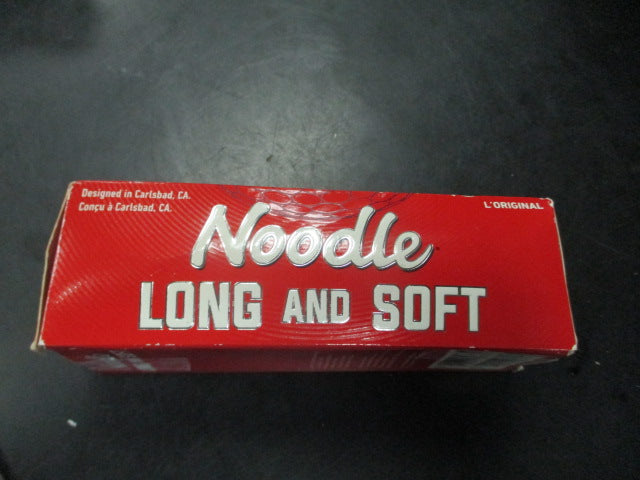 Designed in Carlsbad, CA.
Conçu à Carlsbad, CA.
L'ORIGINAL
Noodle
LONG AND SOFT